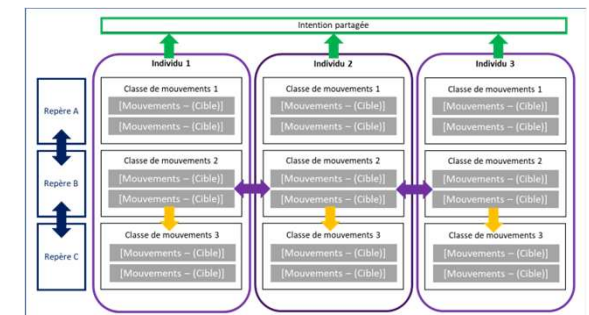 Intention partagée
Individu 1
Individu 2
Individu 3
Repère A
Classe de mouvements 1
[Mouvements – (Cible)]
[Mouvements – (Cible)]
Classe de mouvements 1
[Mouvements – (Cible)]
[Mouvements – (Cible)]
Classe de mouvements 1
[Mouvements – (Cible)]
[Mouvements – (Cible)]
Repère B
Classe de mouvements 2
[Mouvements – (Cible)]
[Mouvements – (Cible)]
Classe de mouvements 2
[Mouvements – (Cible)]
[Mouvements – (Cible)]
Classe de mouvements 2
[Mouvements – (Cible)]
[Mouvements – (Cible)]
Repère C
Classe de mouvements 3
[Mouvements – (Cible)]
[Mouvements – (Cible)]
Classe de mouvements 3
[Mouvements – (Cible)]
[Mouvements – (Cible)]
Classe de mouvements 3
[Mouvements – (Cible)]
[Mouvements – (Cible)]